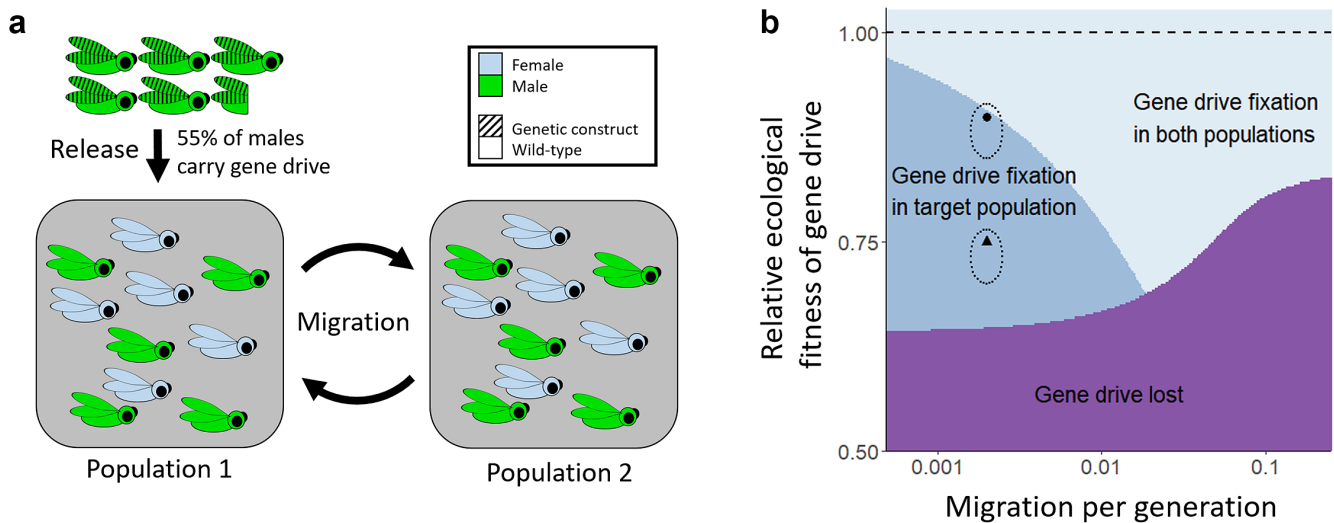 a
Release
55% of males
carry gene drive
Female
Male
Genetic construct
Wild-type
Migration
Population 1
Population 2
b
Relative ecological
fitness of gene drive
1.00
0.75
0.50
Gene drive fixation
in both populations
Gene drive fixation
in target population
Gene drive lost
0.001
0.01
0.1
Migration per generation